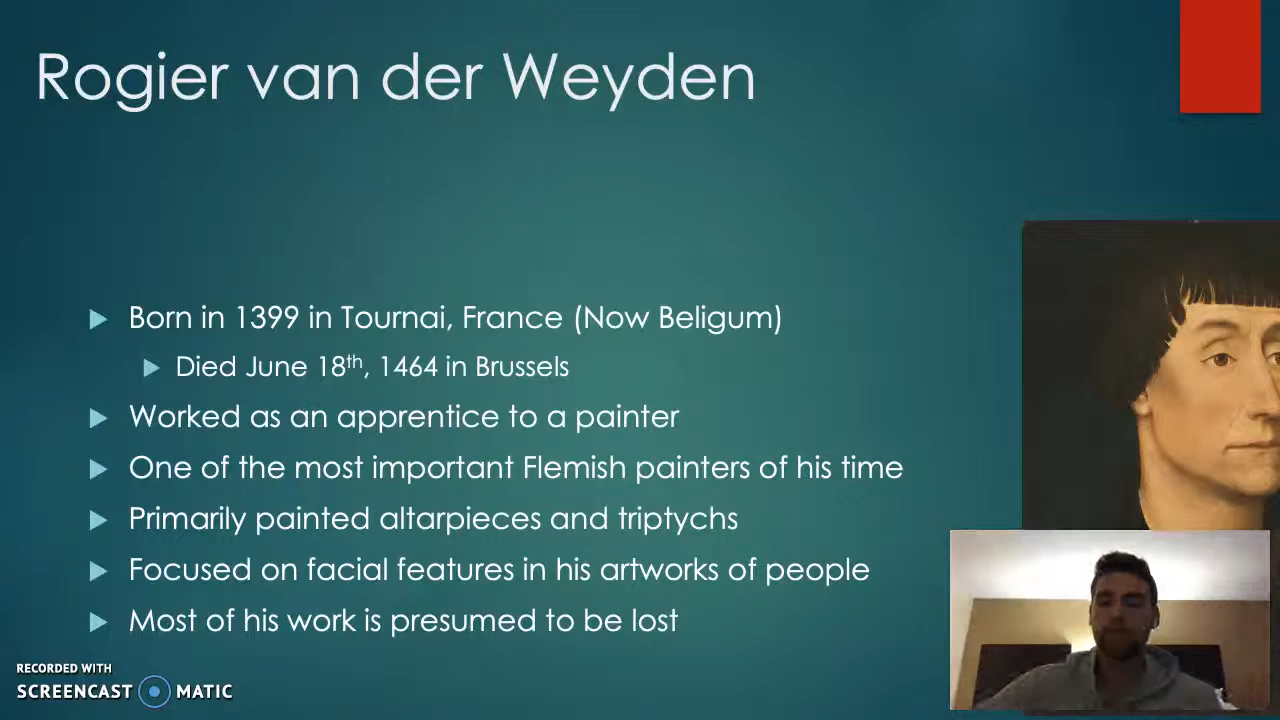 Rogier van der Weyden
Born in 1399 in Tournai, France (Now Beligum)
Died June 18th, 1464 in Brussels
Worked as an apprentice to a painter
One of the most important Flemish painters of his time
Primarily painted altarpieces and triptychs
Focused on facial features in his artworks of people
Most of his work is presumed to be lost
RECORDED WITH
SCREENCAST MATIC